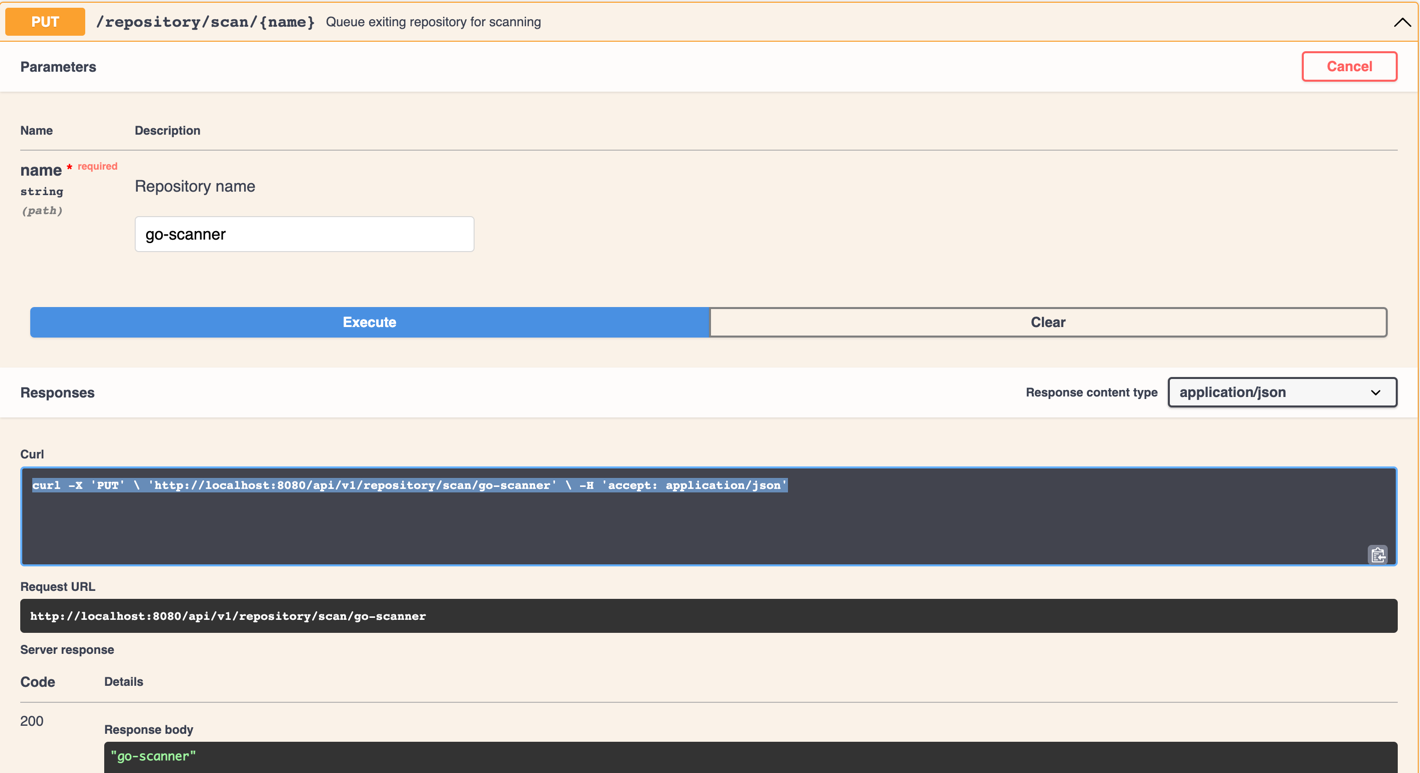 PUT /repository/scan/{name} Queue exiting repository for scanning
Parameters Cancel
Name Description
name * required
string
(path)
Repository name
go-scanner
Execute Clear
Responses Response content type application/json
Curl
curl -X 'PUT' \ 'http://localhost:8080/api/v1/repository/scan/go-scanner' \ -H 'accept: application/json'
Request URL
http://localhost:8080/api/v1/repository/scan/go-scanner
Server response
Code Details
200
Response body
"go-scanner"